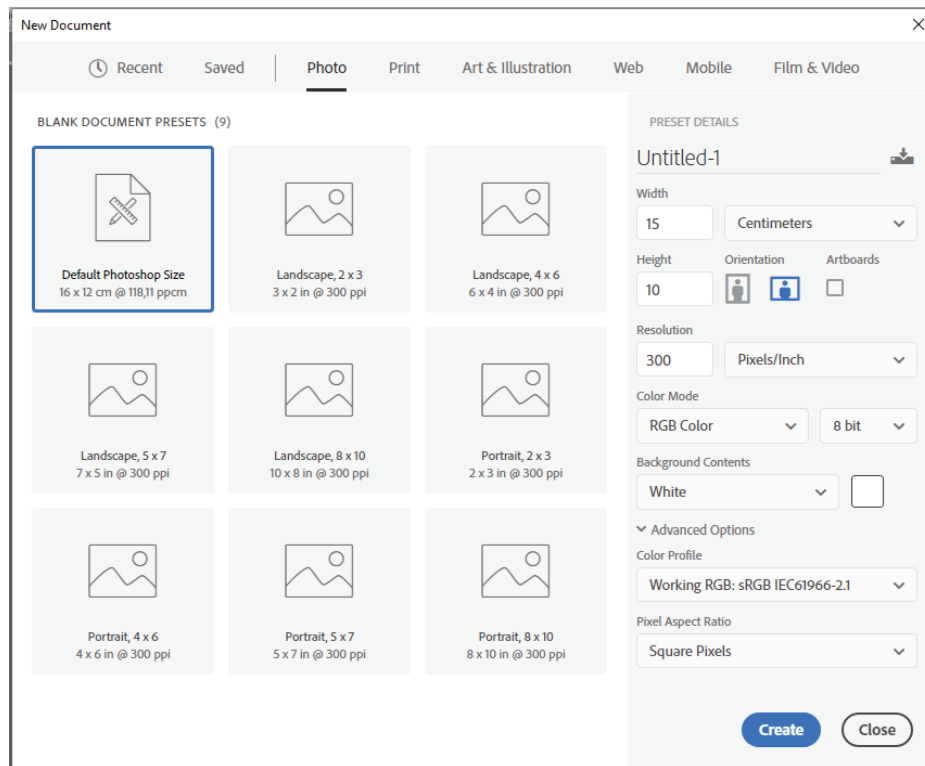 New Document
Recent Saved Photo Print Art & Illustration Web Mobile Film & Video
BLANK DOCUMENT PRESETS (9)
Default Photoshop Size
16 x 12 cm @ 118,11 ppcm
Landscape, 2 x 3
3 x 2 in @ 300 ppi
Landscape, 4 x 6
6 x 4 in @ 300 ppi
Landscape, 5 x 7
7 x 5 in @ 300 ppi
Landscape, 8 x 10
10 x 8 in @ 300 ppi
Portrait, 2 x 3
2 x 3 in @ 300 ppi
Portrait, 4 x 6
4 x 6 in @ 300 ppi
Portrait, 5 x 7
5 x 7 in @ 300 ppi
Portrait, 8 x 10
8 x 10 in @ 300 ppi
PRESET DETAILS
Untitled-1
Width
15 Centimeters
Height Orientation Artboards
10
Resolution
300 Pixels/Inch
Color Mode
RGB Color 8 bit
Background Contents
White
Advanced Options
Color Profile
Working RGB: sRGB IEC61966-2.1
Pixel Aspect Ratio
Square Pixels
Create Close